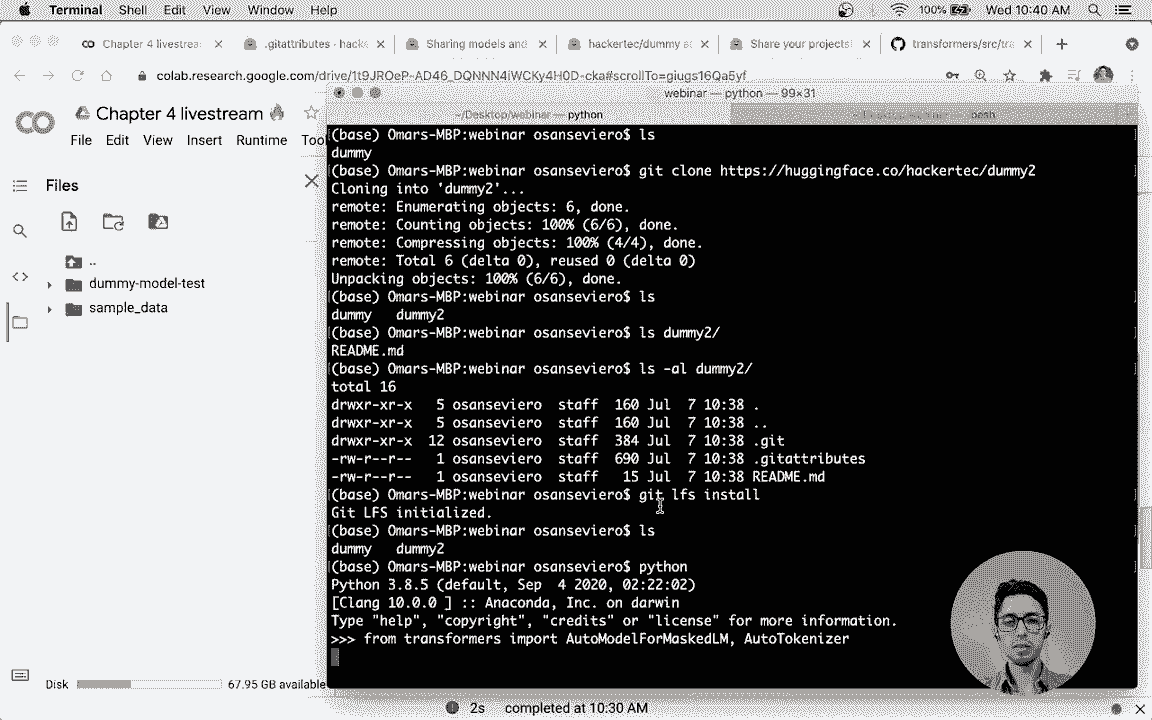 Terminal Shell Edit View Window Help 100% Wed 10:40 AM
Chapter 4 livestrea .gitattributes · hack Sharing models and hackertec/dummy Share your projects transformers/src/tra
colab.research.google.com/drive/1t9JROeP-AD46_DQNNN4iWCKy4H0D-cka#scrollTo=giugs16Qa5yf
webinar — python — 99×31
~/Desktop/webinar — python bash
CO Chapter 4 livestream
File Edit View Insert Runtime Too
Files
..
dummy-model-test
sample_data
Disk 67.95 GB available
(base) Omars-MBP:webinar osanseviero$ ls
dummy
(base) Omars-MBP:webinar osanseviero$ git clone https://huggingface.co/hackertec/dummy2
Cloning into 'dummy2'...
remote: Enumerating objects: 6, done.
remote: Counting objects: 100% (6/6), done.
remote: Compressing objects: 100% (4/4), done.
remote: Total 6 (delta 0), reused 0 (delta 0)
Unpacking objects: 100% (6/6), done.
(base) Omars-MBP:webinar osanseviero$ ls
dummy dummy2
(base) Omars-MBP:webinar osanseviero$ ls dummy2/
README.md
(base) Omars-MBP:webinar osanseviero$ ls -al dummy2/
total 16
drwxr-xr-x 5 osanseviero staff 160 Jul 7 10:38 .
drwxr-xr-x 5 osanseviero staff 160 Jul 7 10:38 ..
drwxr-xr-x 12 osanseviero staff 384 Jul 7 10:38 .git
-rw-r--r-- 1 osanseviero staff 690 Jul 7 10:38 .gitattributes
-rw-r--r-- 1 osanseviero staff 15 Jul 7 10:38 README.md
(base) Omars-MBP:webinar osanseviero$ git lfs install
Git LFS initialized.
(base) Omars-MBP:webinar osanseviero$ ls
dummy dummy2
(base) Omars-MBP:webinar osanseviero$ python
Python 3.8.5 (default, Sep 4 2020, 02:22:02)
[Clang 10.0.0 ] :: Anaconda, Inc. on darwin
Type "help", "copyright", "credits" or "license" for more information.
>>> from transformers import AutoModelForMaskedLM, AutoTokenizer
2s completed at 10:30 AM